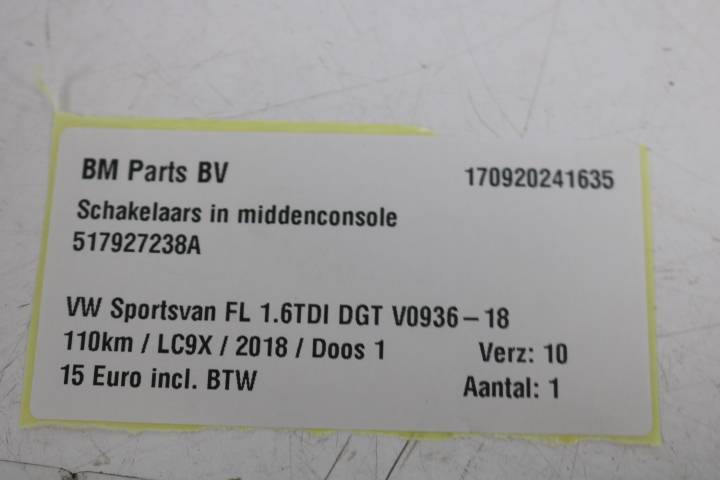 BM Parts BV 170920241635
Schakelaars in middenconsole
517927238A
VW Sportsvan FL 1.6TDI DGT V0936-18
110km / LC9X / 2018 / Doos 1 Verz: 10
15 Euro incl. BTW Aantal: 1